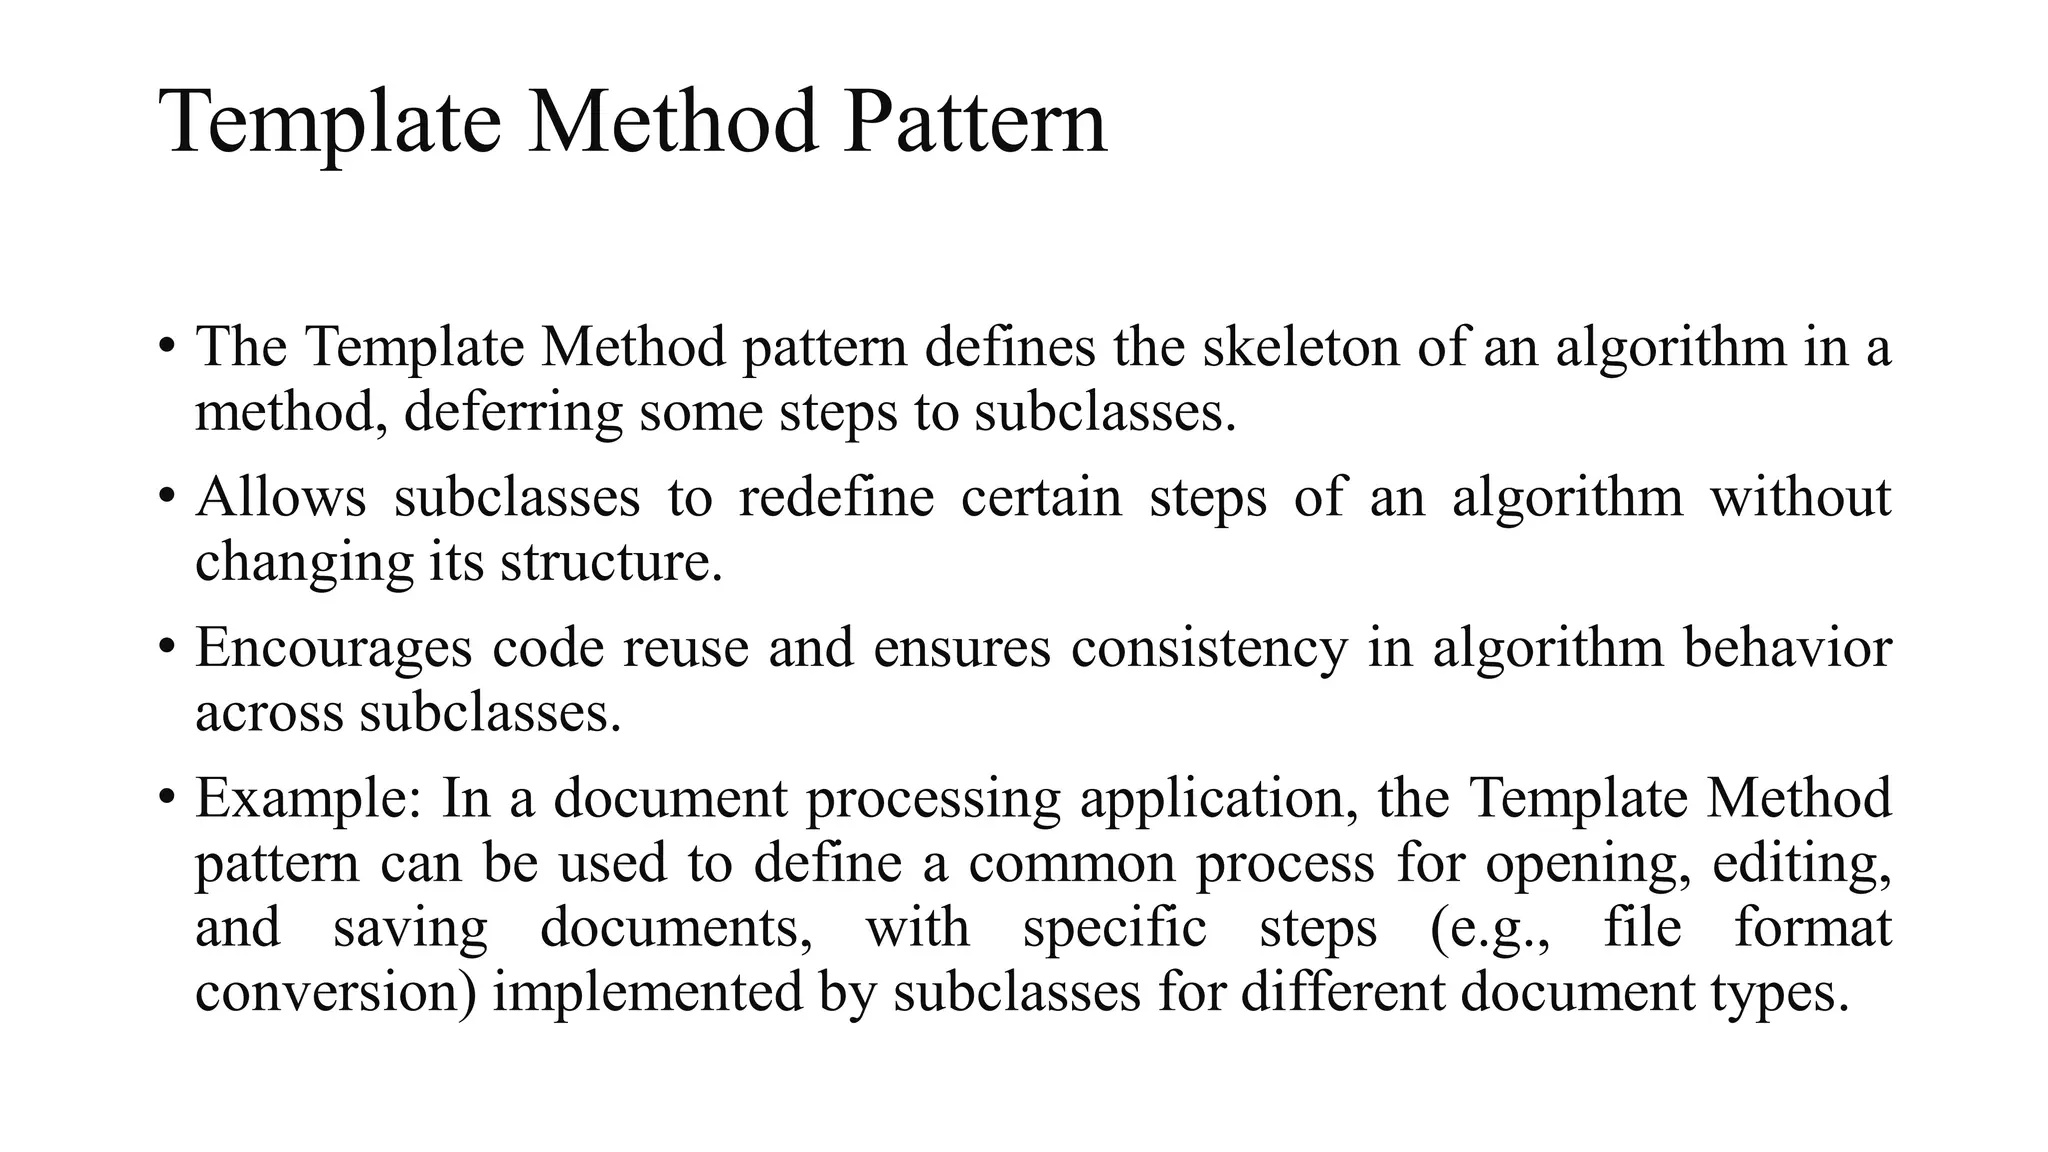 Template Method Pattern
• The Template Method pattern defines the skeleton of an algorithm in a
method, deferring some steps to subclasses.
• Allows subclasses to redefine certain steps of an algorithm without
changing its structure.
• Encourages code reuse and ensures consistency in algorithm behavior
across subclasses.
• Example: In a document processing application, the Template Method
pattern can be used to define a common process for opening, editing,
and saving documents, with specific steps (e.g., file format
conversion) implemented by subclasses for different document types.